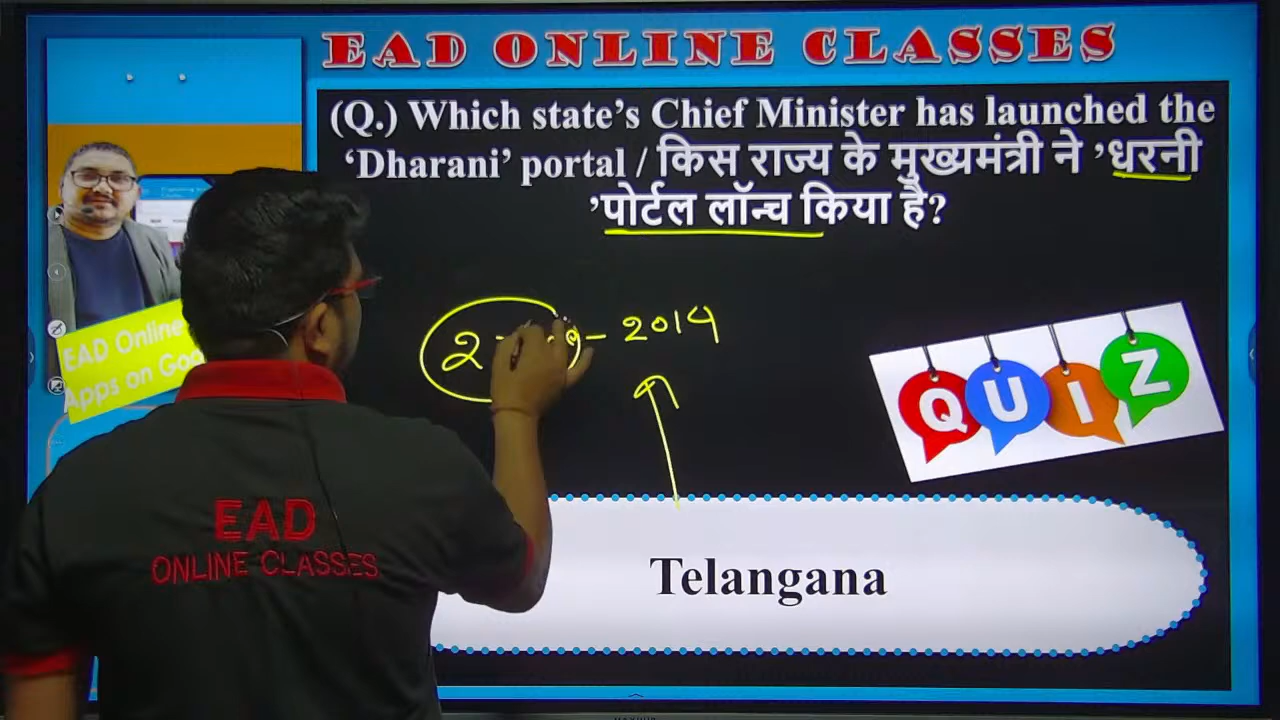 EAD ONLINE CLASSES
(Q.) Which state’s Chief Minister has launched the
‘Dharani’ portal / किस राज्य के मुख्यमंत्री ने ’धरनी
’पोर्टल लॉन्च किया है?
2
- 2014
QUIZ
EAD Online
Apps on
Telangana
EAD
ONLINE CLASSES